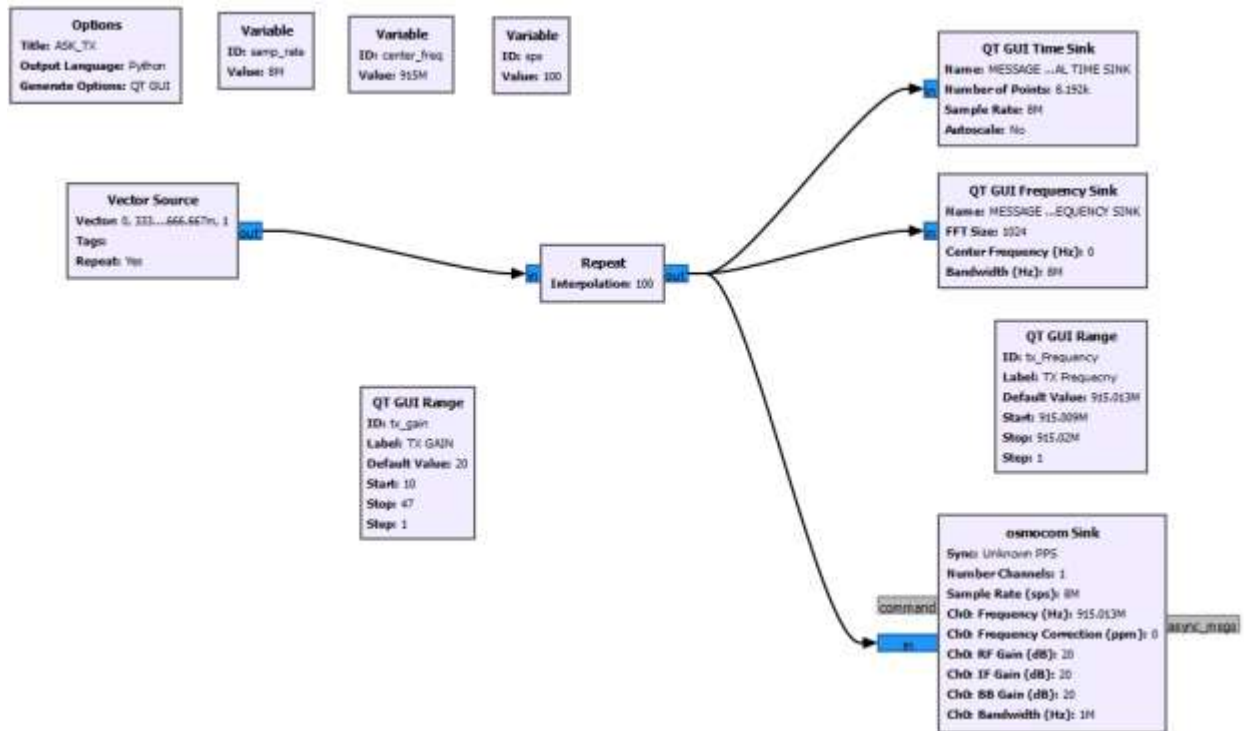 Options
Title: ASK_TX
Output Language: Python
Generate Options: QT GUI
Variable
ID: samp_rate
Value: 8M
Variable
ID: center_freq
Value: 915M
Variable
ID: sps
Value: 100
QT GUI Time Sink
Name: MESSAGE ...AL TIME SINK
Number of Points: 8.192k
Sample Rate: 8M
Autoscale: No
in
Vector Source
Vector: 0, 333....666.667m, 1
Tags:
Repeat: Yes
out
QT GUI Frequency Sink
Name: MESSAGE ...EQUENCY SINK
FFT Size: 1024
Center Frequency (Hz): 0
Bandwidth (Hz): 8M
in
Repeat
Interpolation: 100
in
out
QT GUI Range
ID: tx_Frequency
Label: TX Frequecny
Default Value: 915.013M
Start: 915.009M
Stop: 915.02M
Step: 1
QT GUI Range
ID: tx_gain
Label: TX GAIN
Default Value: 20
Start: 10
Stop: 47
Step: 1
osmocom Sink
Sync: Unknown PPS
Number Channels: 1
Sample Rate (sps): 8M
Ch0: Frequency (Hz): 915.013M
Ch0: Frequency Correction (ppm): 0
Ch0: RF Gain (dB): 20
Ch0: IF Gain (dB): 20
Ch0: BB Gain (dB): 20
Ch0: Bandwidth (Hz): 1M
command
in
async_msgs